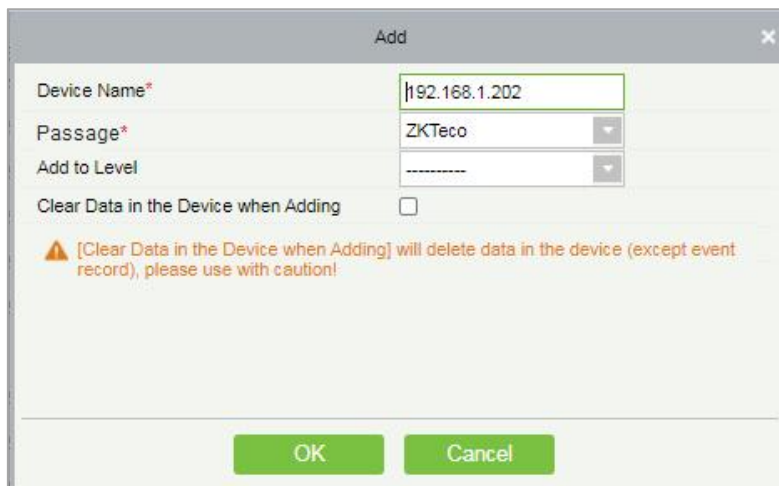 Add
Device Name*
192.168.1.202
Passage*
ZKTeco
Add to Level
----------
Clear Data in the Device when Adding
[Clear Data in the Device when Adding] will delete data in the device (except event
record), please use with caution!
OK
Cancel